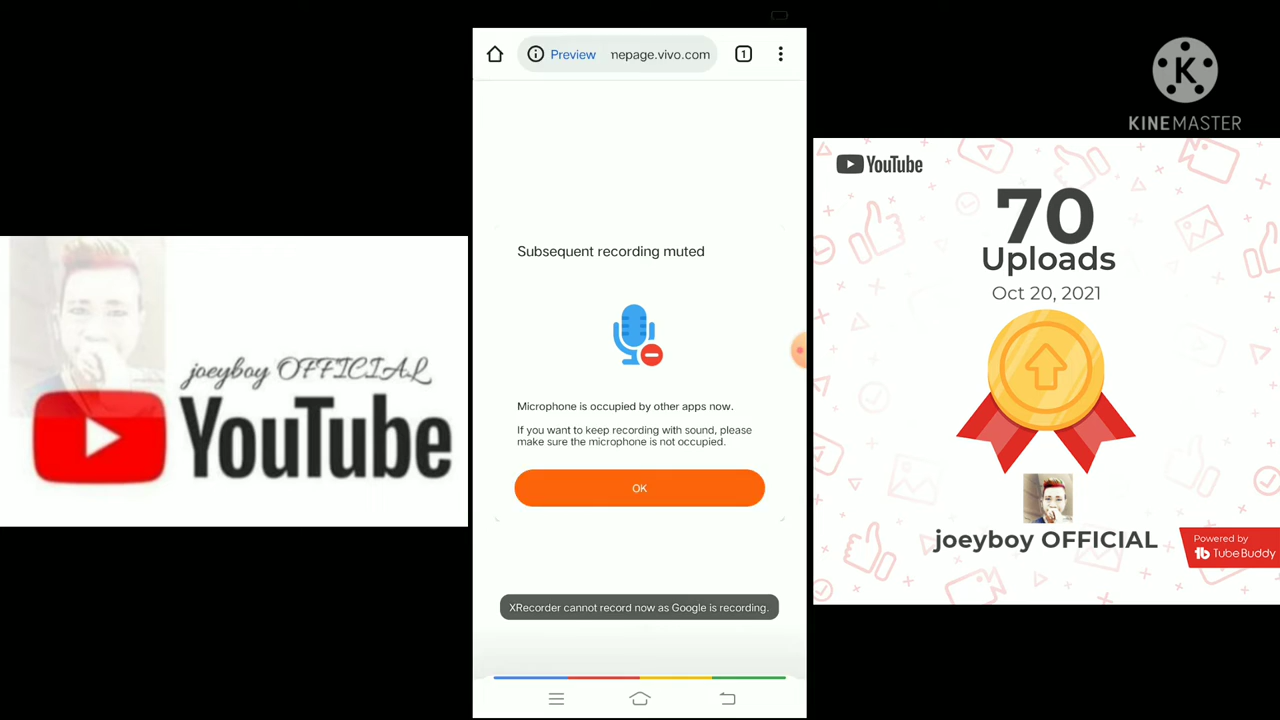 joeyboy OFFICIAL
YouTube
Preview
nepage.vivo.com
1
Subsequent recording muted
Microphone is occupied by other apps now.
If you want to keep recording with sound, please
make sure the microphone is not occupied.
OK
XRecorder cannot record now as Google is recording.
K
KINEMASTER
YouTube
70
Uploads
Oct 20, 2021
joeyboy OFFICIAL
Powered by
TubeBuddy